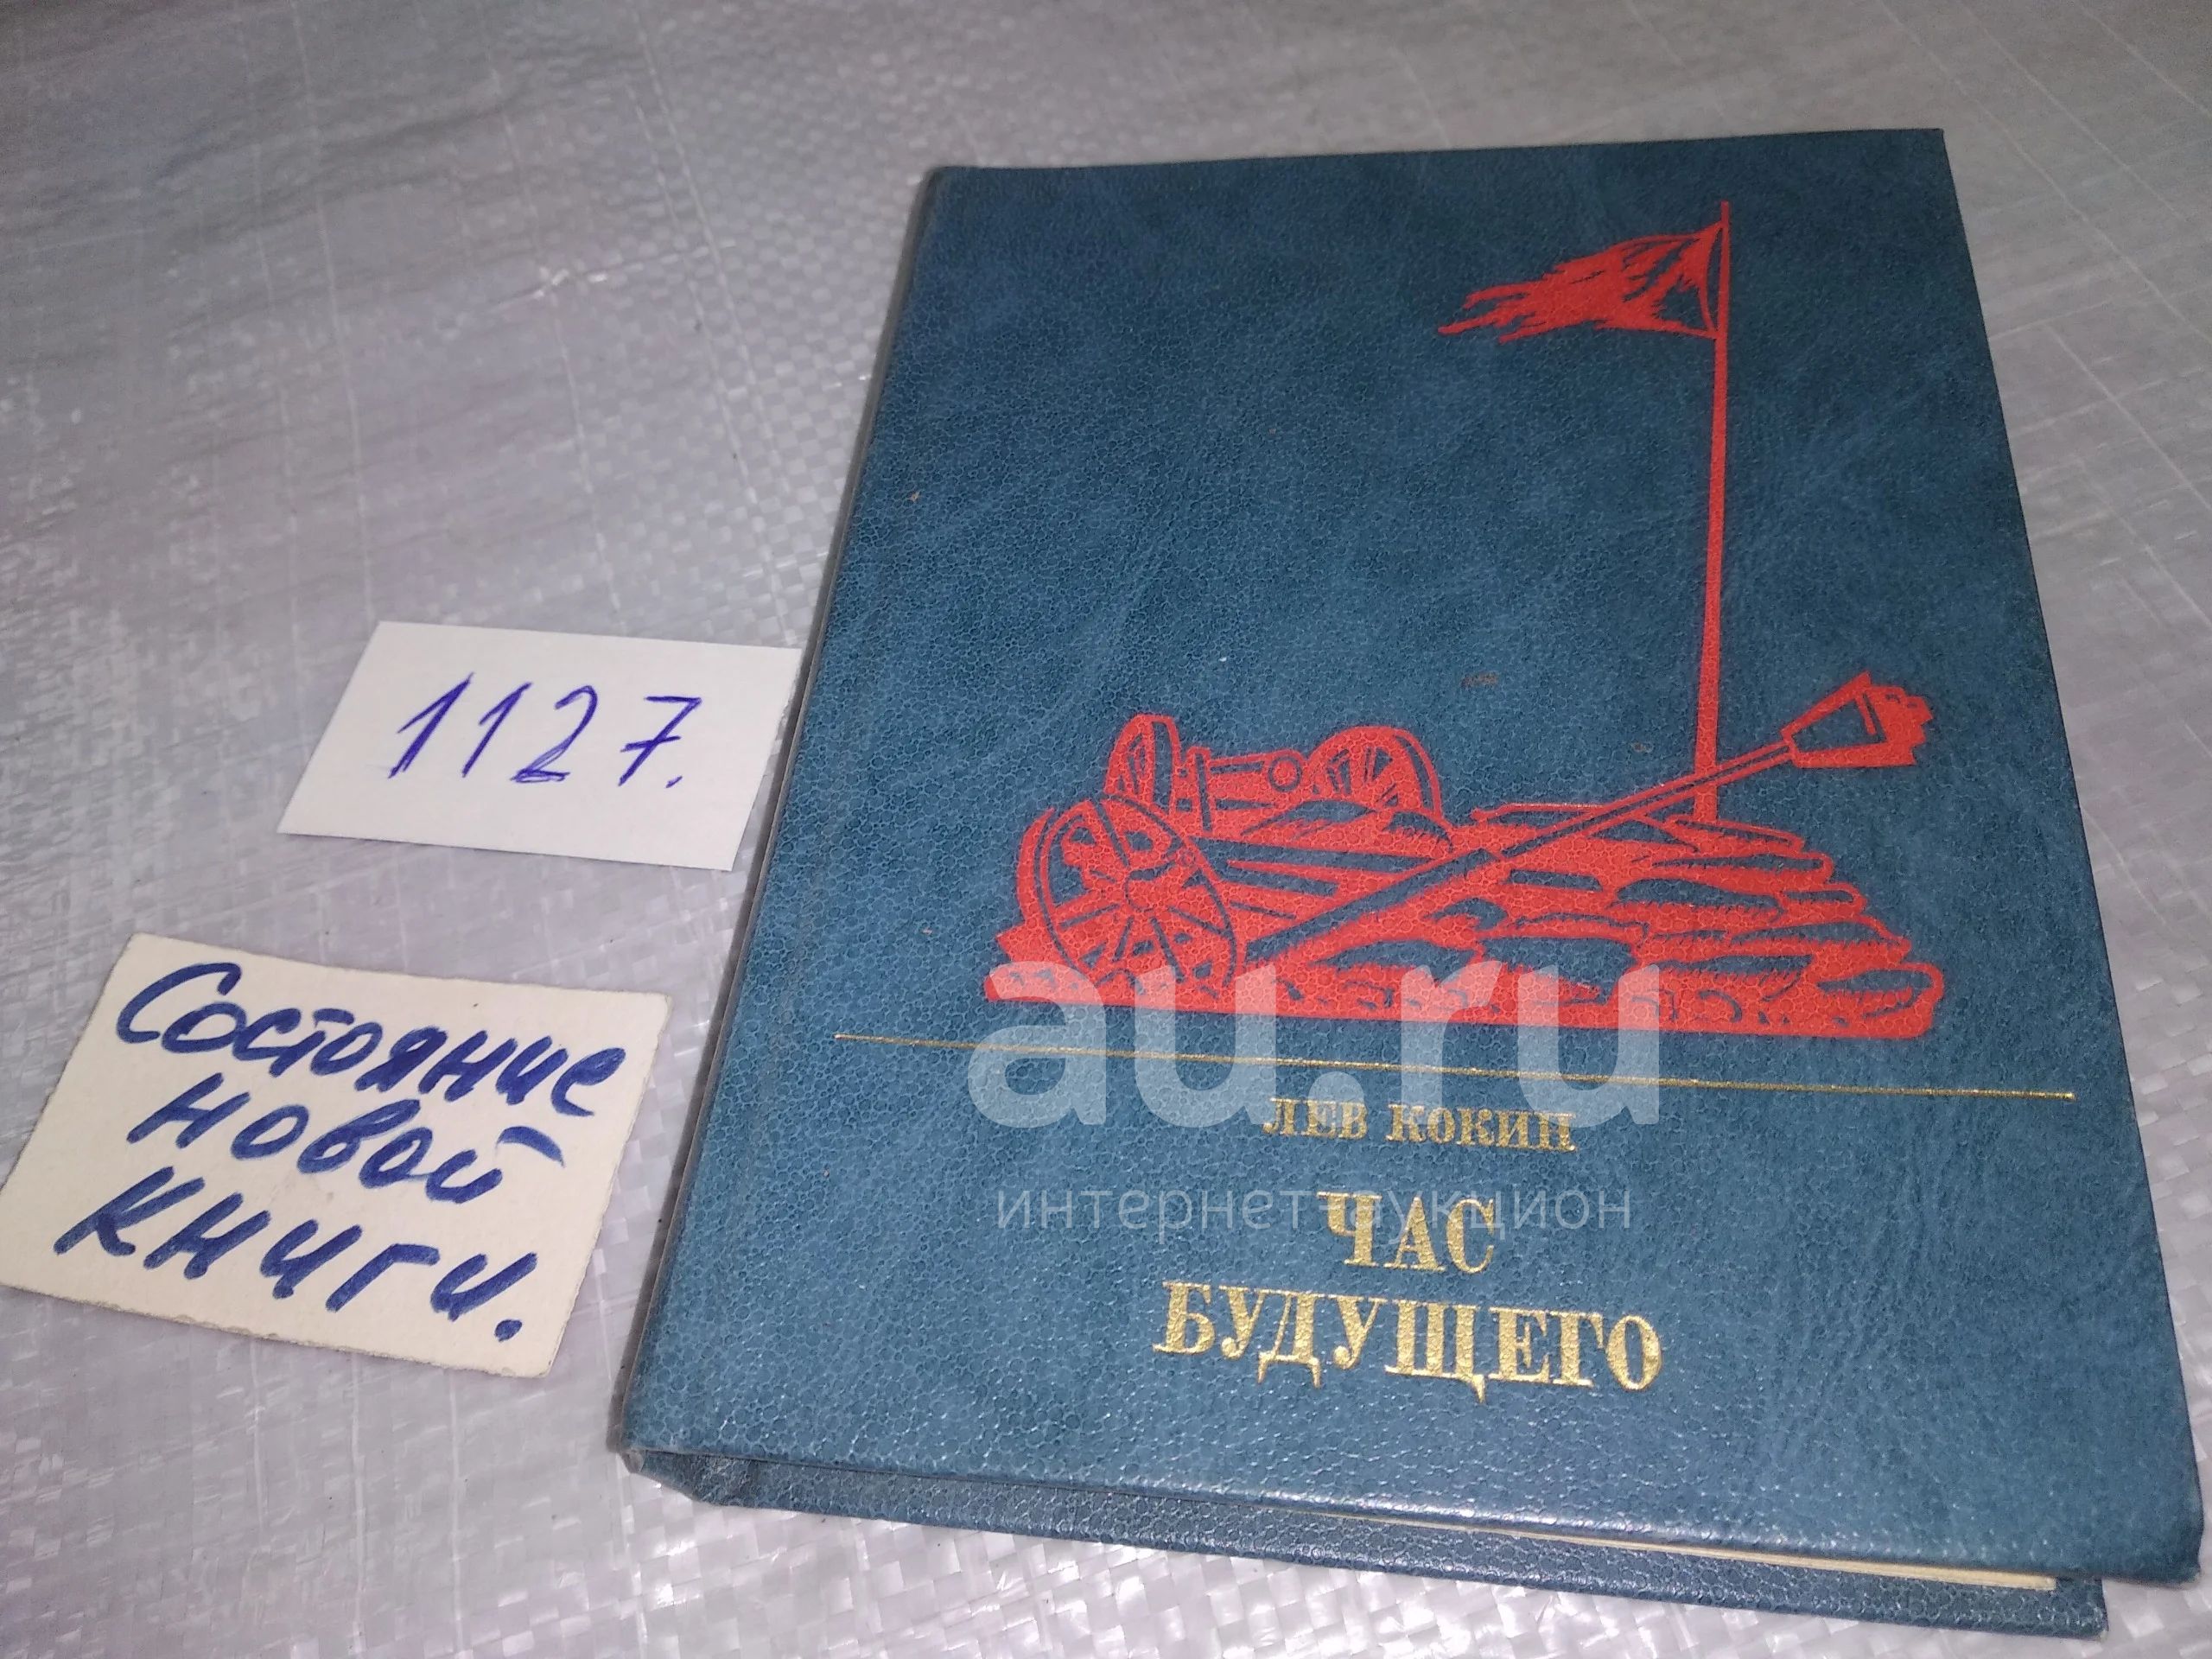 1127.
Состояние
новой
книги.
au.ru
интернет-аукцион
ЛЕВ КОКИН
ЧАС
БУДУЩЕГО